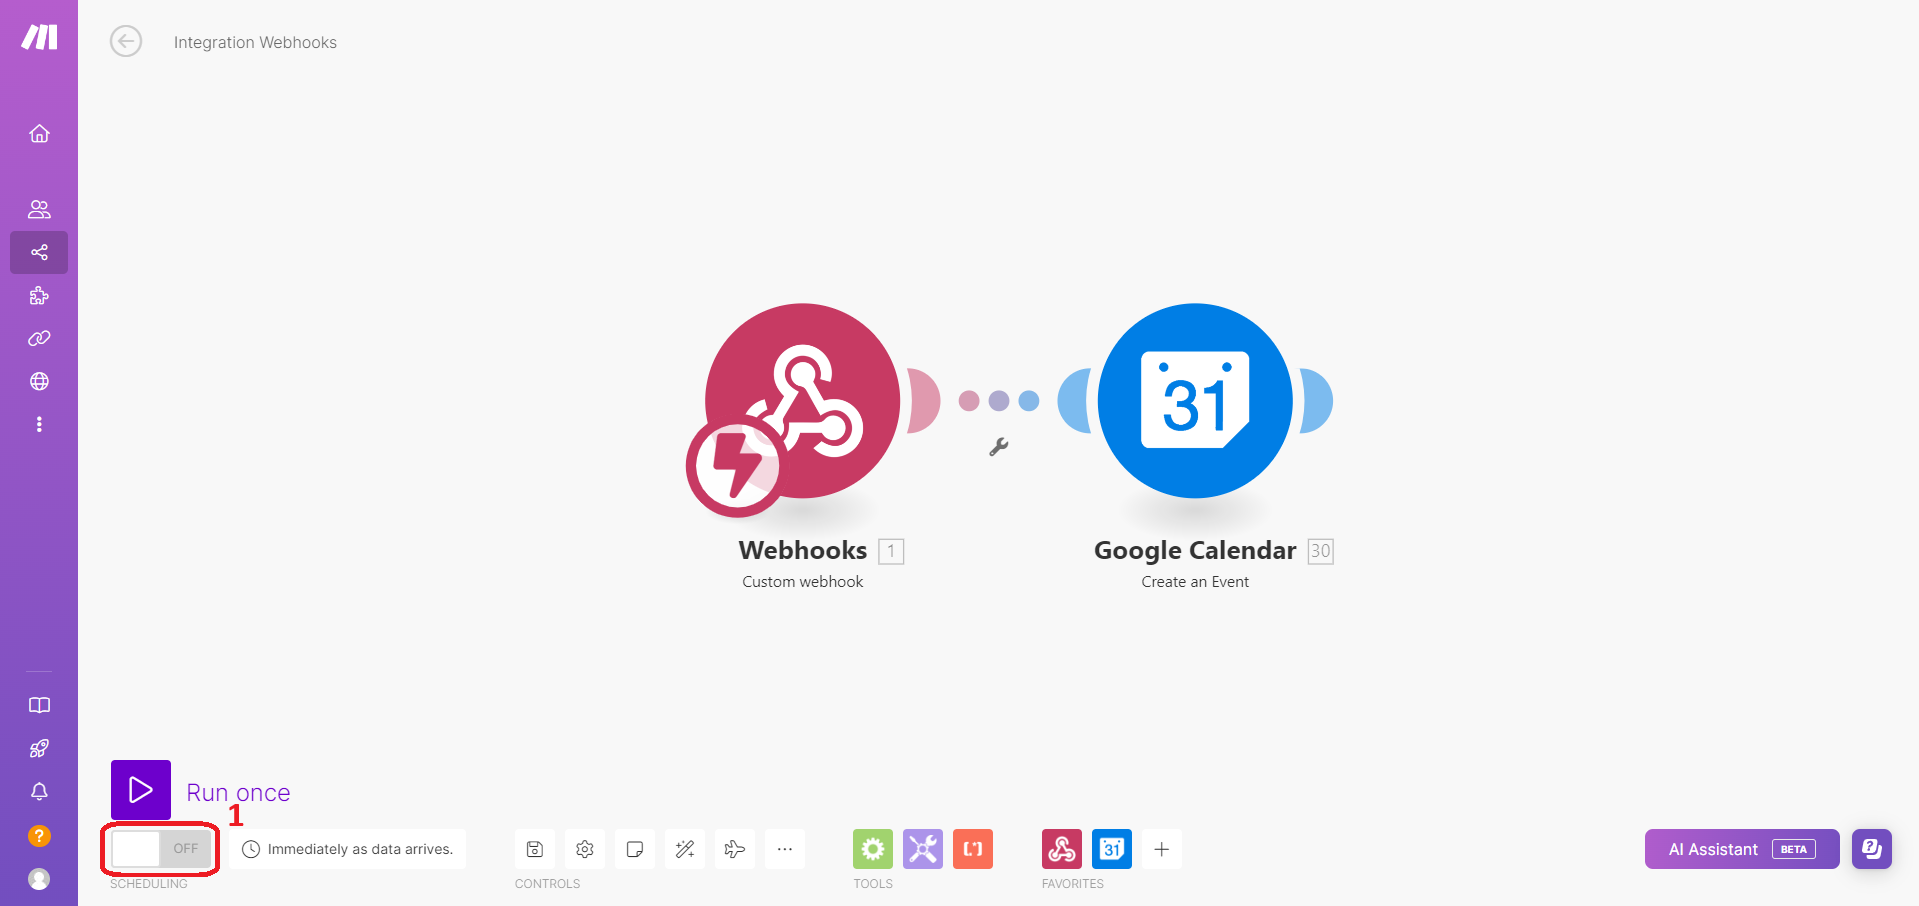 Integration Webhooks
31
Webhooks 1
Custom webhook
Google Calendar 30
Create an Event
Run once
1
OFF
Immediately as data arrives.
...
[.*]
31
AI Assistant BETA
?
?
SCHEDULING
CONTROLS
TOOLS
FAVORITES